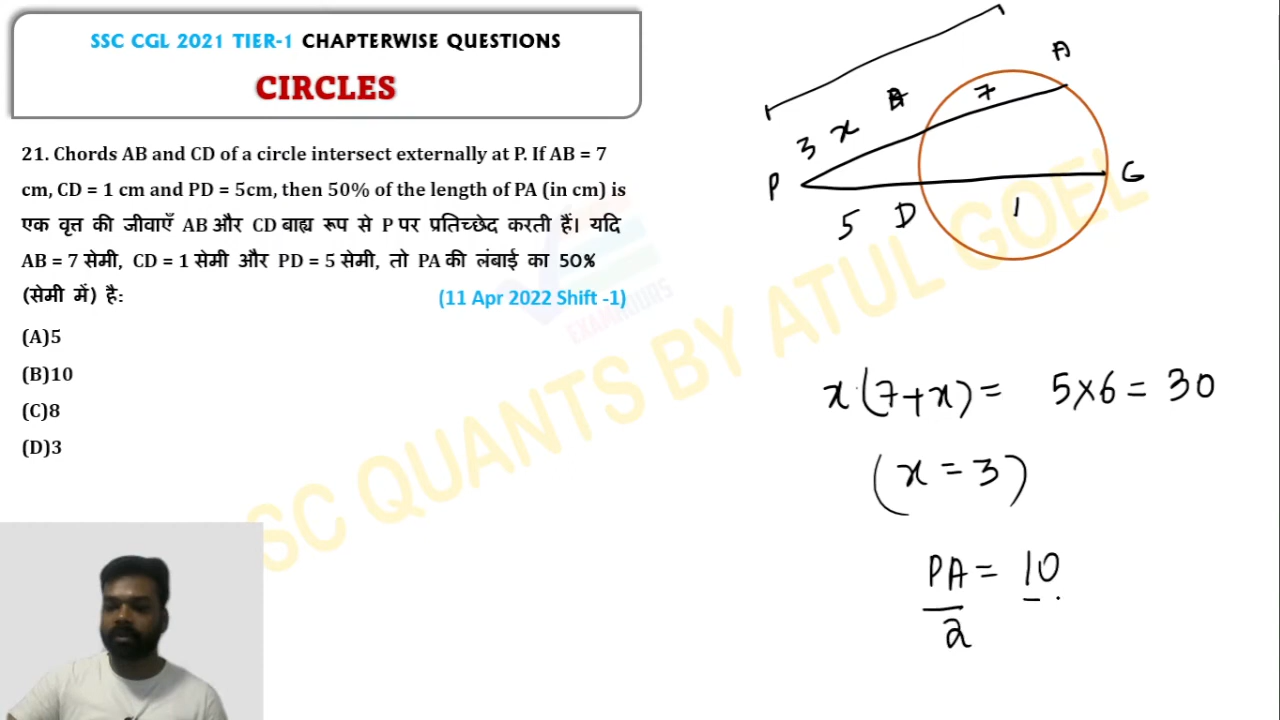 SSC CGL 2021 TIER-1 CHAPTERWISE QUESTIONS
CIRCLES
21. Chords AB and CD of a circle intersect externally at P. If AB = 7
cm, CD = 1 cm and PD = 5cm, then 50% of the length of PA (in cm) is
एक वृत्त की जीवाएँ AB और CD बाह्य रूप से P पर प्रतिच्छेद करती हैं। यदि
AB = 7 सेमी, CD = 1 सेमी और PD = 5 सेमी, तो PA की लंबाई का 50%
(सेमी में) है:
(11 Apr 2022 Shift -1)
(A)5
(B)10
(C)8
(D)3
A
7
3 x
P
5
D
1
x(7+x) = 5×6 = 30
(x = 3)
PA = 10
2
SC QUANTS BY ATUL GOEL
EXAMGURS